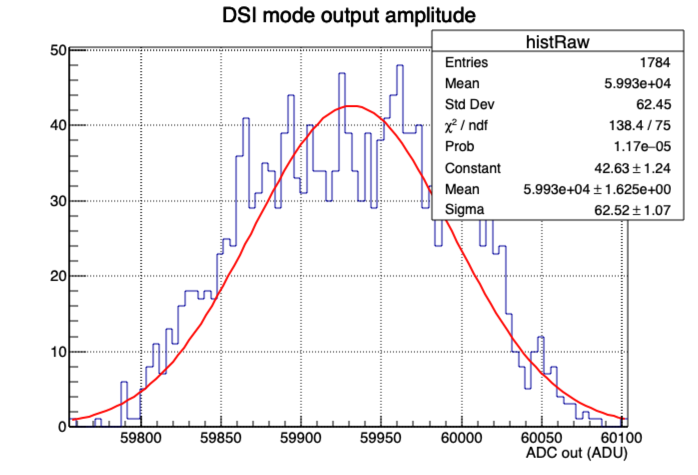 DSI mode output amplitude
histRaw
Entries 1784
Mean 5.993e+04
Std Dev 62.45
χ² / ndf 138.4 / 75
Prob 1.17e–05
Constant 42.63 ± 1.24
Mean 5.993e+04 ± 1.625e+00
Sigma 62.52 ± 1.07
50
40
30
20
10
0
59800 59850 59900 59950 60000 60050 60100
ADC out (ADU)